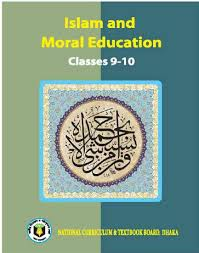 Islam and
Moral Education
Classes 9-10
NATIONAL CURRICULUM & TEXTBOOK BOARD, DHAKA